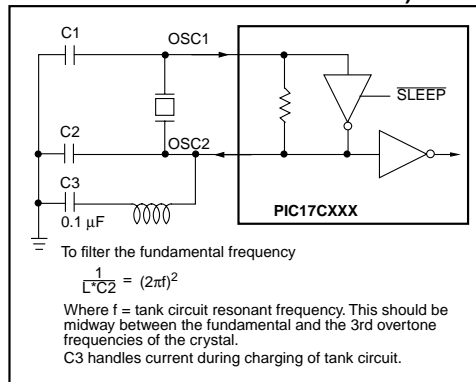 C1
OSC1
SLEEP
C2
OSC2
C3
0.1 µF
PIC17CXXX
To filter the fundamental frequency
1
L*C2
= (2πf)2
Where f = tank circuit resonant frequency. This should be
midway between the fundamental and the 3rd overtone
frequencies of the crystal.
C3 handles current during charging of tank circuit.